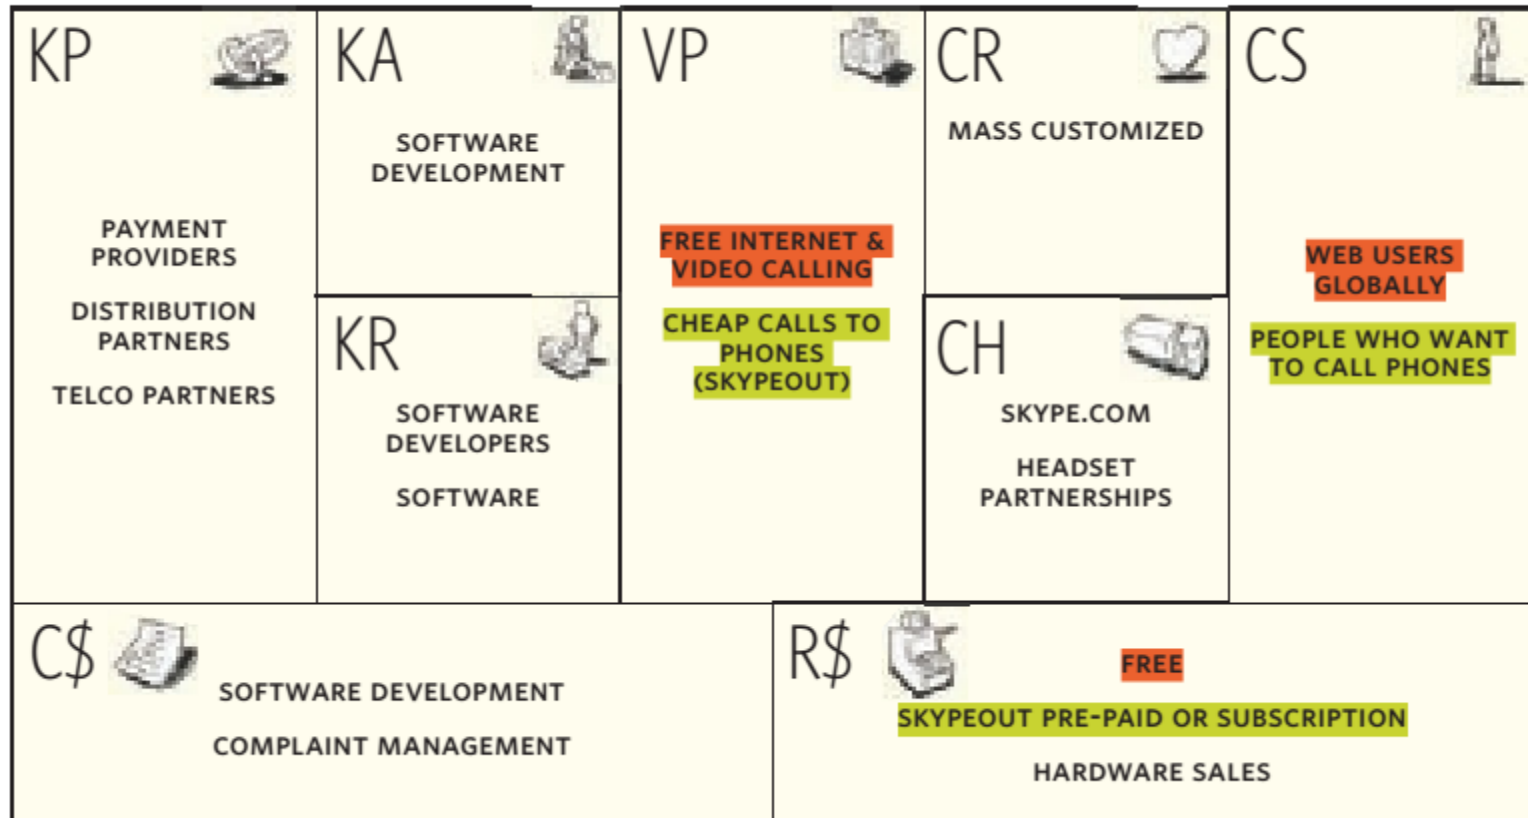 KP
PAYMENT
PROVIDERS
DISTRIBUTION
PARTNERS
TELCO PARTNERS
KA
SOFTWARE
DEVELOPMENT
KR
SOFTWARE
DEVELOPERS
SOFTWARE
VP
FREE INTERNET &
VIDEO CALLING
CHEAP CALLS TO
PHONES
(SKYPEOUT)
CR
MASS CUSTOMIZED
CH
SKYPE.COM
HEADSET
PARTNERSHIPS
CS
WEB USERS
GLOBALLY
PEOPLE WHO WANT
TO CALL PHONES
C$
SOFTWARE DEVELOPMENT
COMPLAINT MANAGEMENT
R$
FREE
SKYPEOUT PRE-PAID OR SUBSCRIPTION
HARDWARE SALES